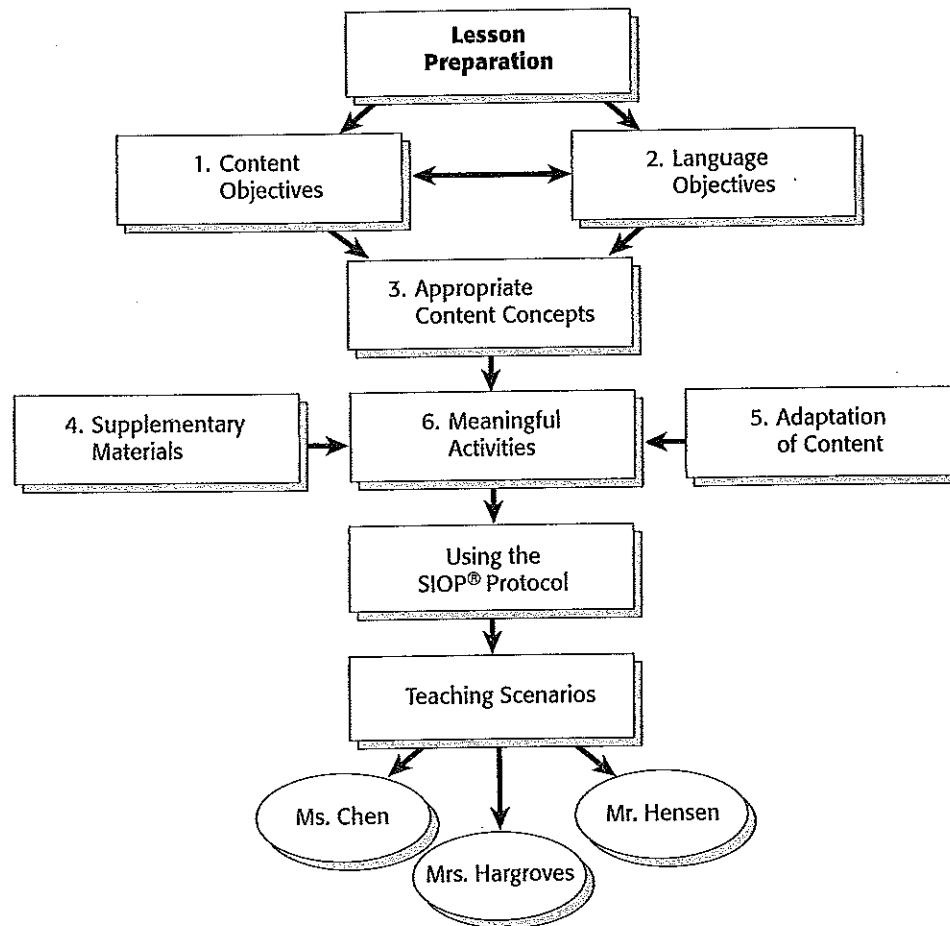 Lesson
Preparation
1. Content
Objectives
2. Language
Objectives
3. Appropriate
Content Concepts
4. Supplementary
Materials
6. Meaningful
Activities
5. Adaptation
of Content
Using the
SIOP® Protocol
Teaching Scenarios
Ms. Chen
Mrs. Hargroves
Mr. Hensen